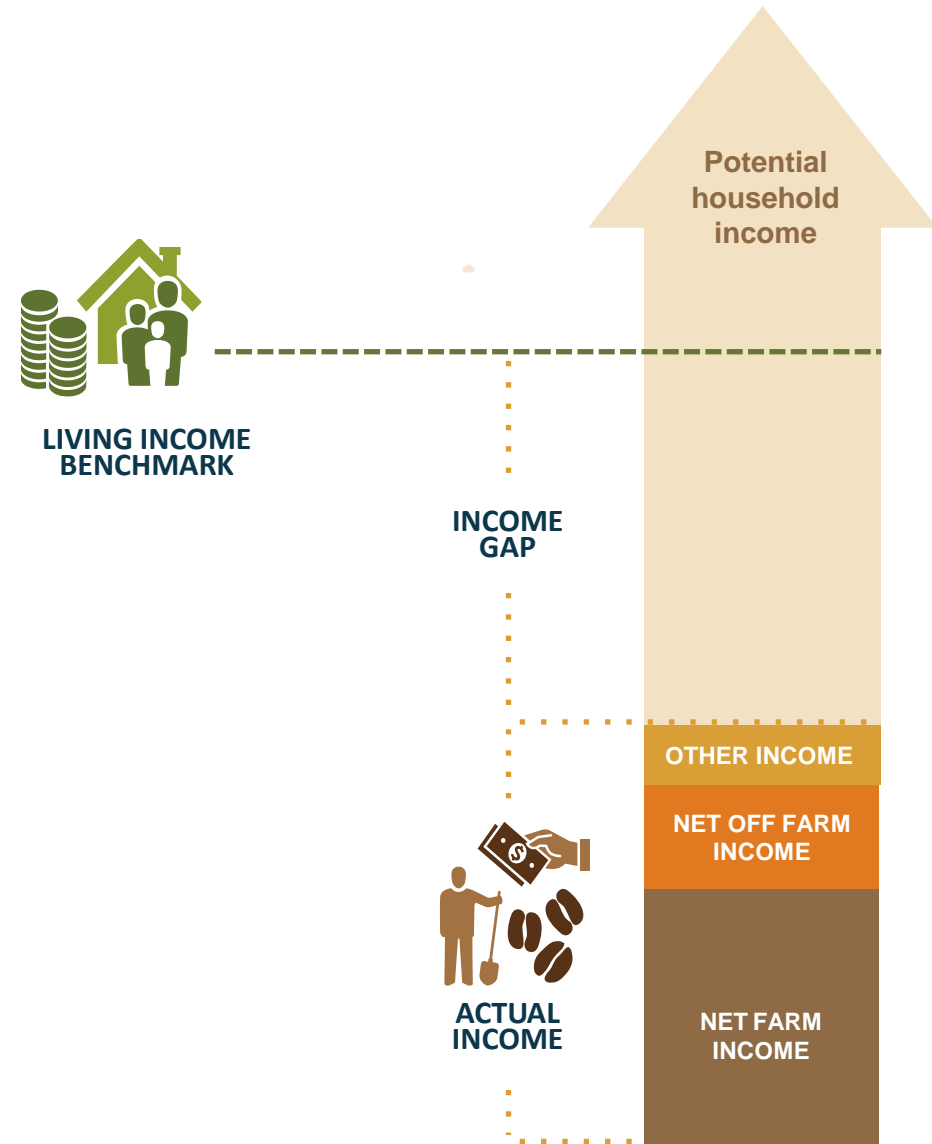 Potential
household
income
LIVING INCOME
BENCHMARK
INCOME
GAP
OTHER INCOME
NET OFF FARM
INCOME
$
ACTUAL
INCOME
NET FARM
INCOME